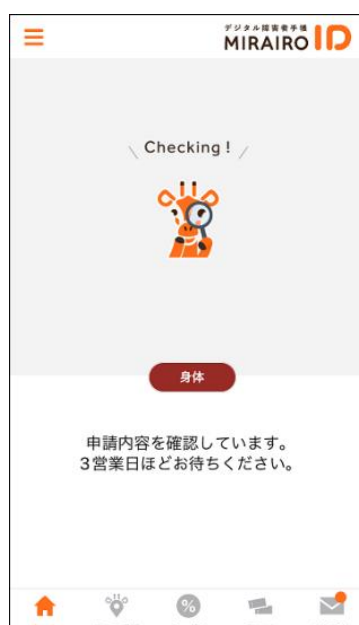 デジタル障害者手帳
MIRAIRO ID
Checking !
身体
申請内容を確認しています。
3営業日ほどお待ちください。
%